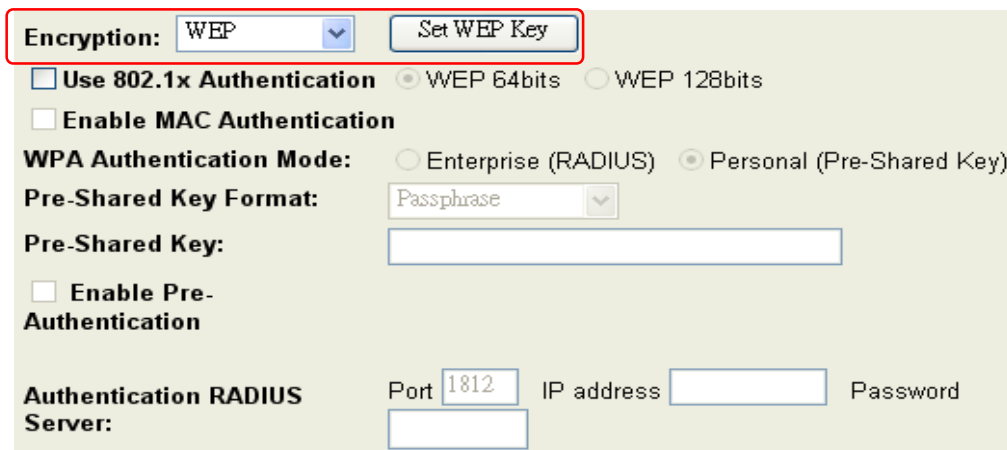 Encryption: WEP Set WEP Key
Use 802.1x Authentication WEP 64bits WEP 128bits
Enable MAC Authentication
WPA Authentication Mode: Enterprise (RADIUS) Personal (Pre-Shared Key)
Pre-Shared Key Format: Passphrase
Pre-Shared Key:
Enable Pre-
Authentication
Authentication RADIUS
Server:
Port 1812 IP address Password